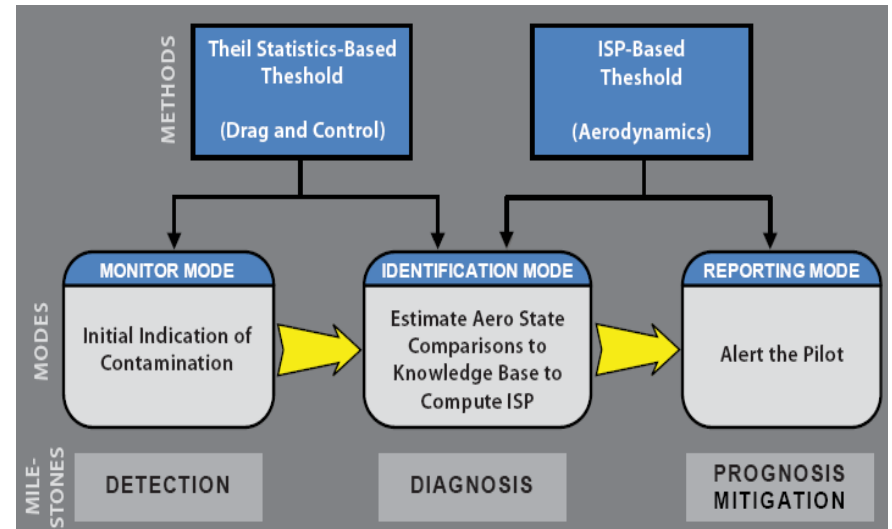 METHODS
Theil Statistics-Based
Theshold
(Drag and Control)
ISP-Based
Threshold
(Aerodynamics)
MODES
MONITOR MODE
Initial Indication of
Contamination
IDENTIFICATION MODE
Estimate Aero State
Comparisons to
Knowledge Base to
Compute ISP
REPORTING MODE
Alert the Pilot
MILE-
STONES
DETECTION
DIAGNOSIS
PROGNOSIS
MITIGATION